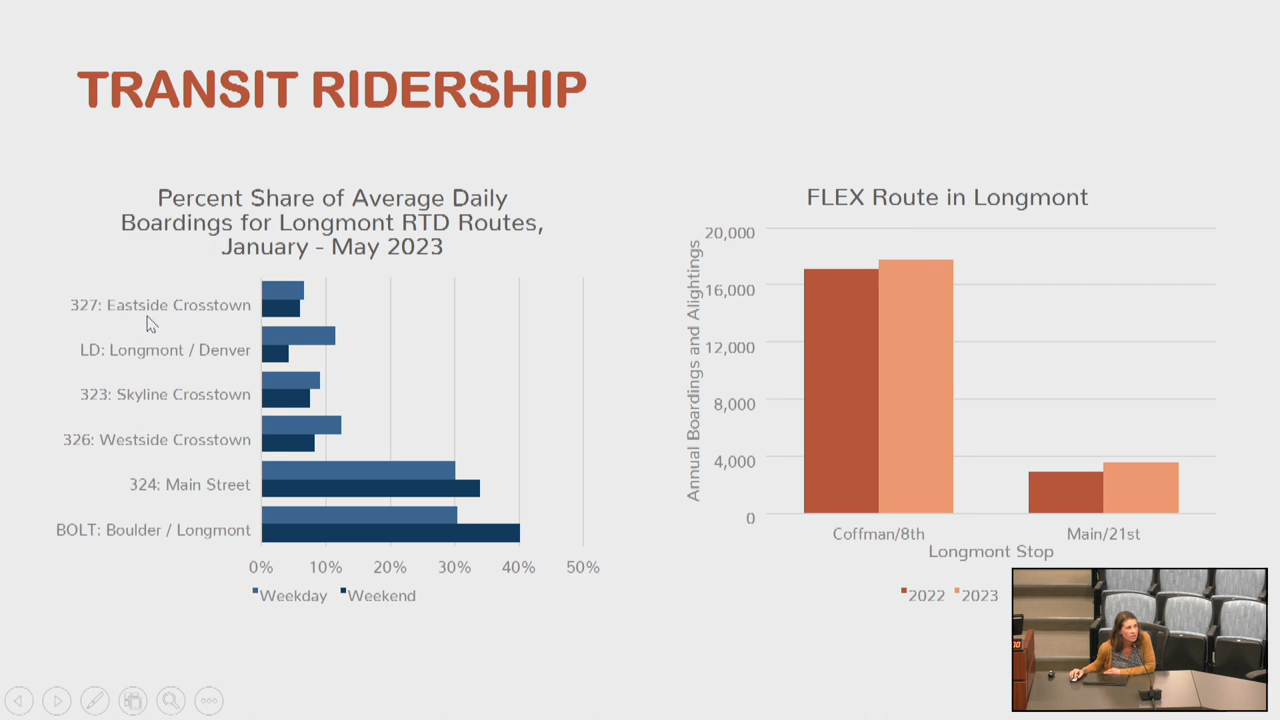 TRANSIT RIDERSHIP
Percent Share of Average Daily
Boardings for Longmont RTD Routes,
January - May 2023
327: Eastside Crosstown
LD: Longmont / Denver
323: Skyline Crosstown
326: Westside Crosstown
324: Main Street
BOLT: Boulder / Longmont
0% 10% 20% 30% 40% 50%
Weekday Weekend
FLEX Route in Longmont
Annual Boardings and Alightings
20,000
16,000
12,000
8,000
4,000
0
Coffman/8th Main/21st
Longmont Stop
2022 2023